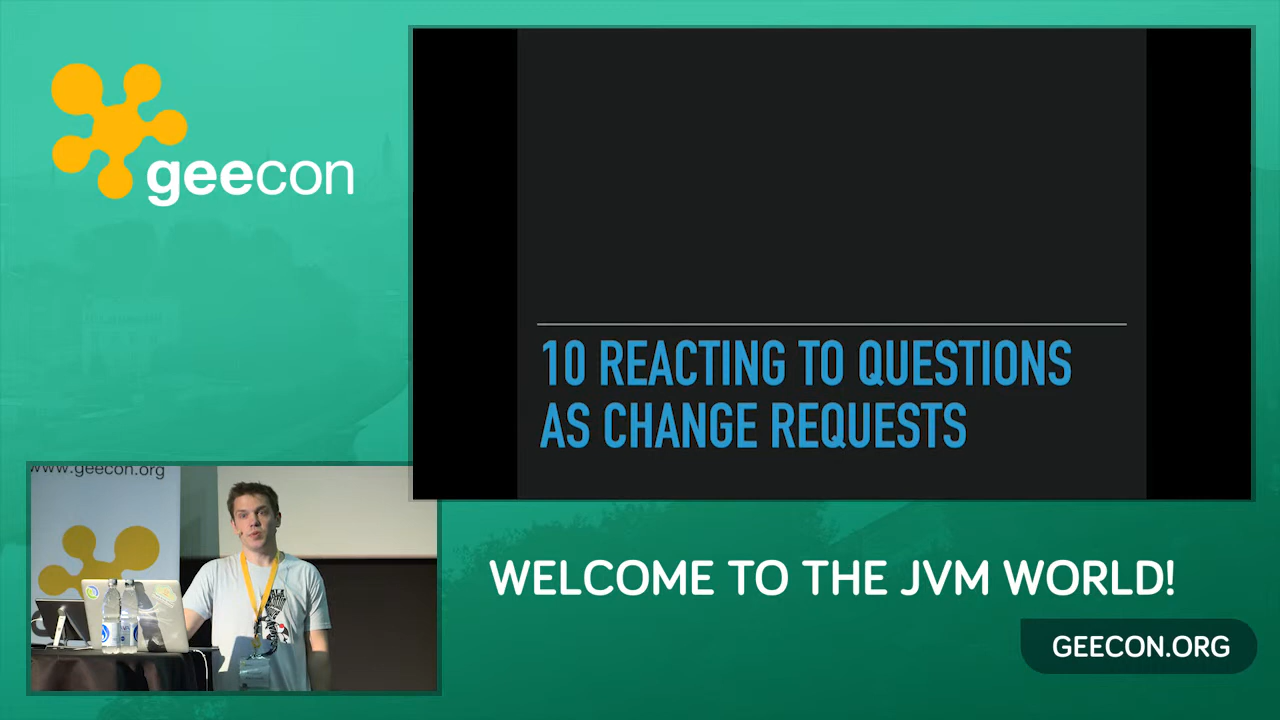 geecon
10 REACTING TO QUESTIONS
AS CHANGE REQUESTS
www.geecon.org
WELCOME TO THE JVM WORLD!
GEECON.ORG